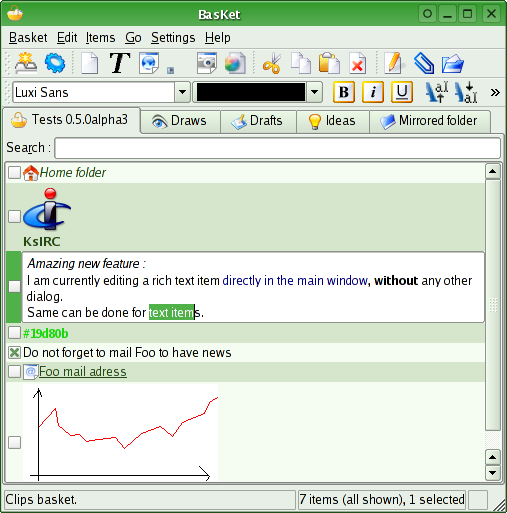 BasKet
Basket Edit Items Go Settings Help
Luxi Sans B i U
Tests 0.5.0alpha3 Draws Drafts Ideas Mirrored folder
Search :
Home folder
KsIRC
Amazing new feature :
I am currently editing a rich text item directly in the main window, without any other
dialog.
Same can be done for text items.
#19d80b
Do not forget to mail Foo to have news
Foo mail adress
Clips basket. 7 items (all shown), 1 selected